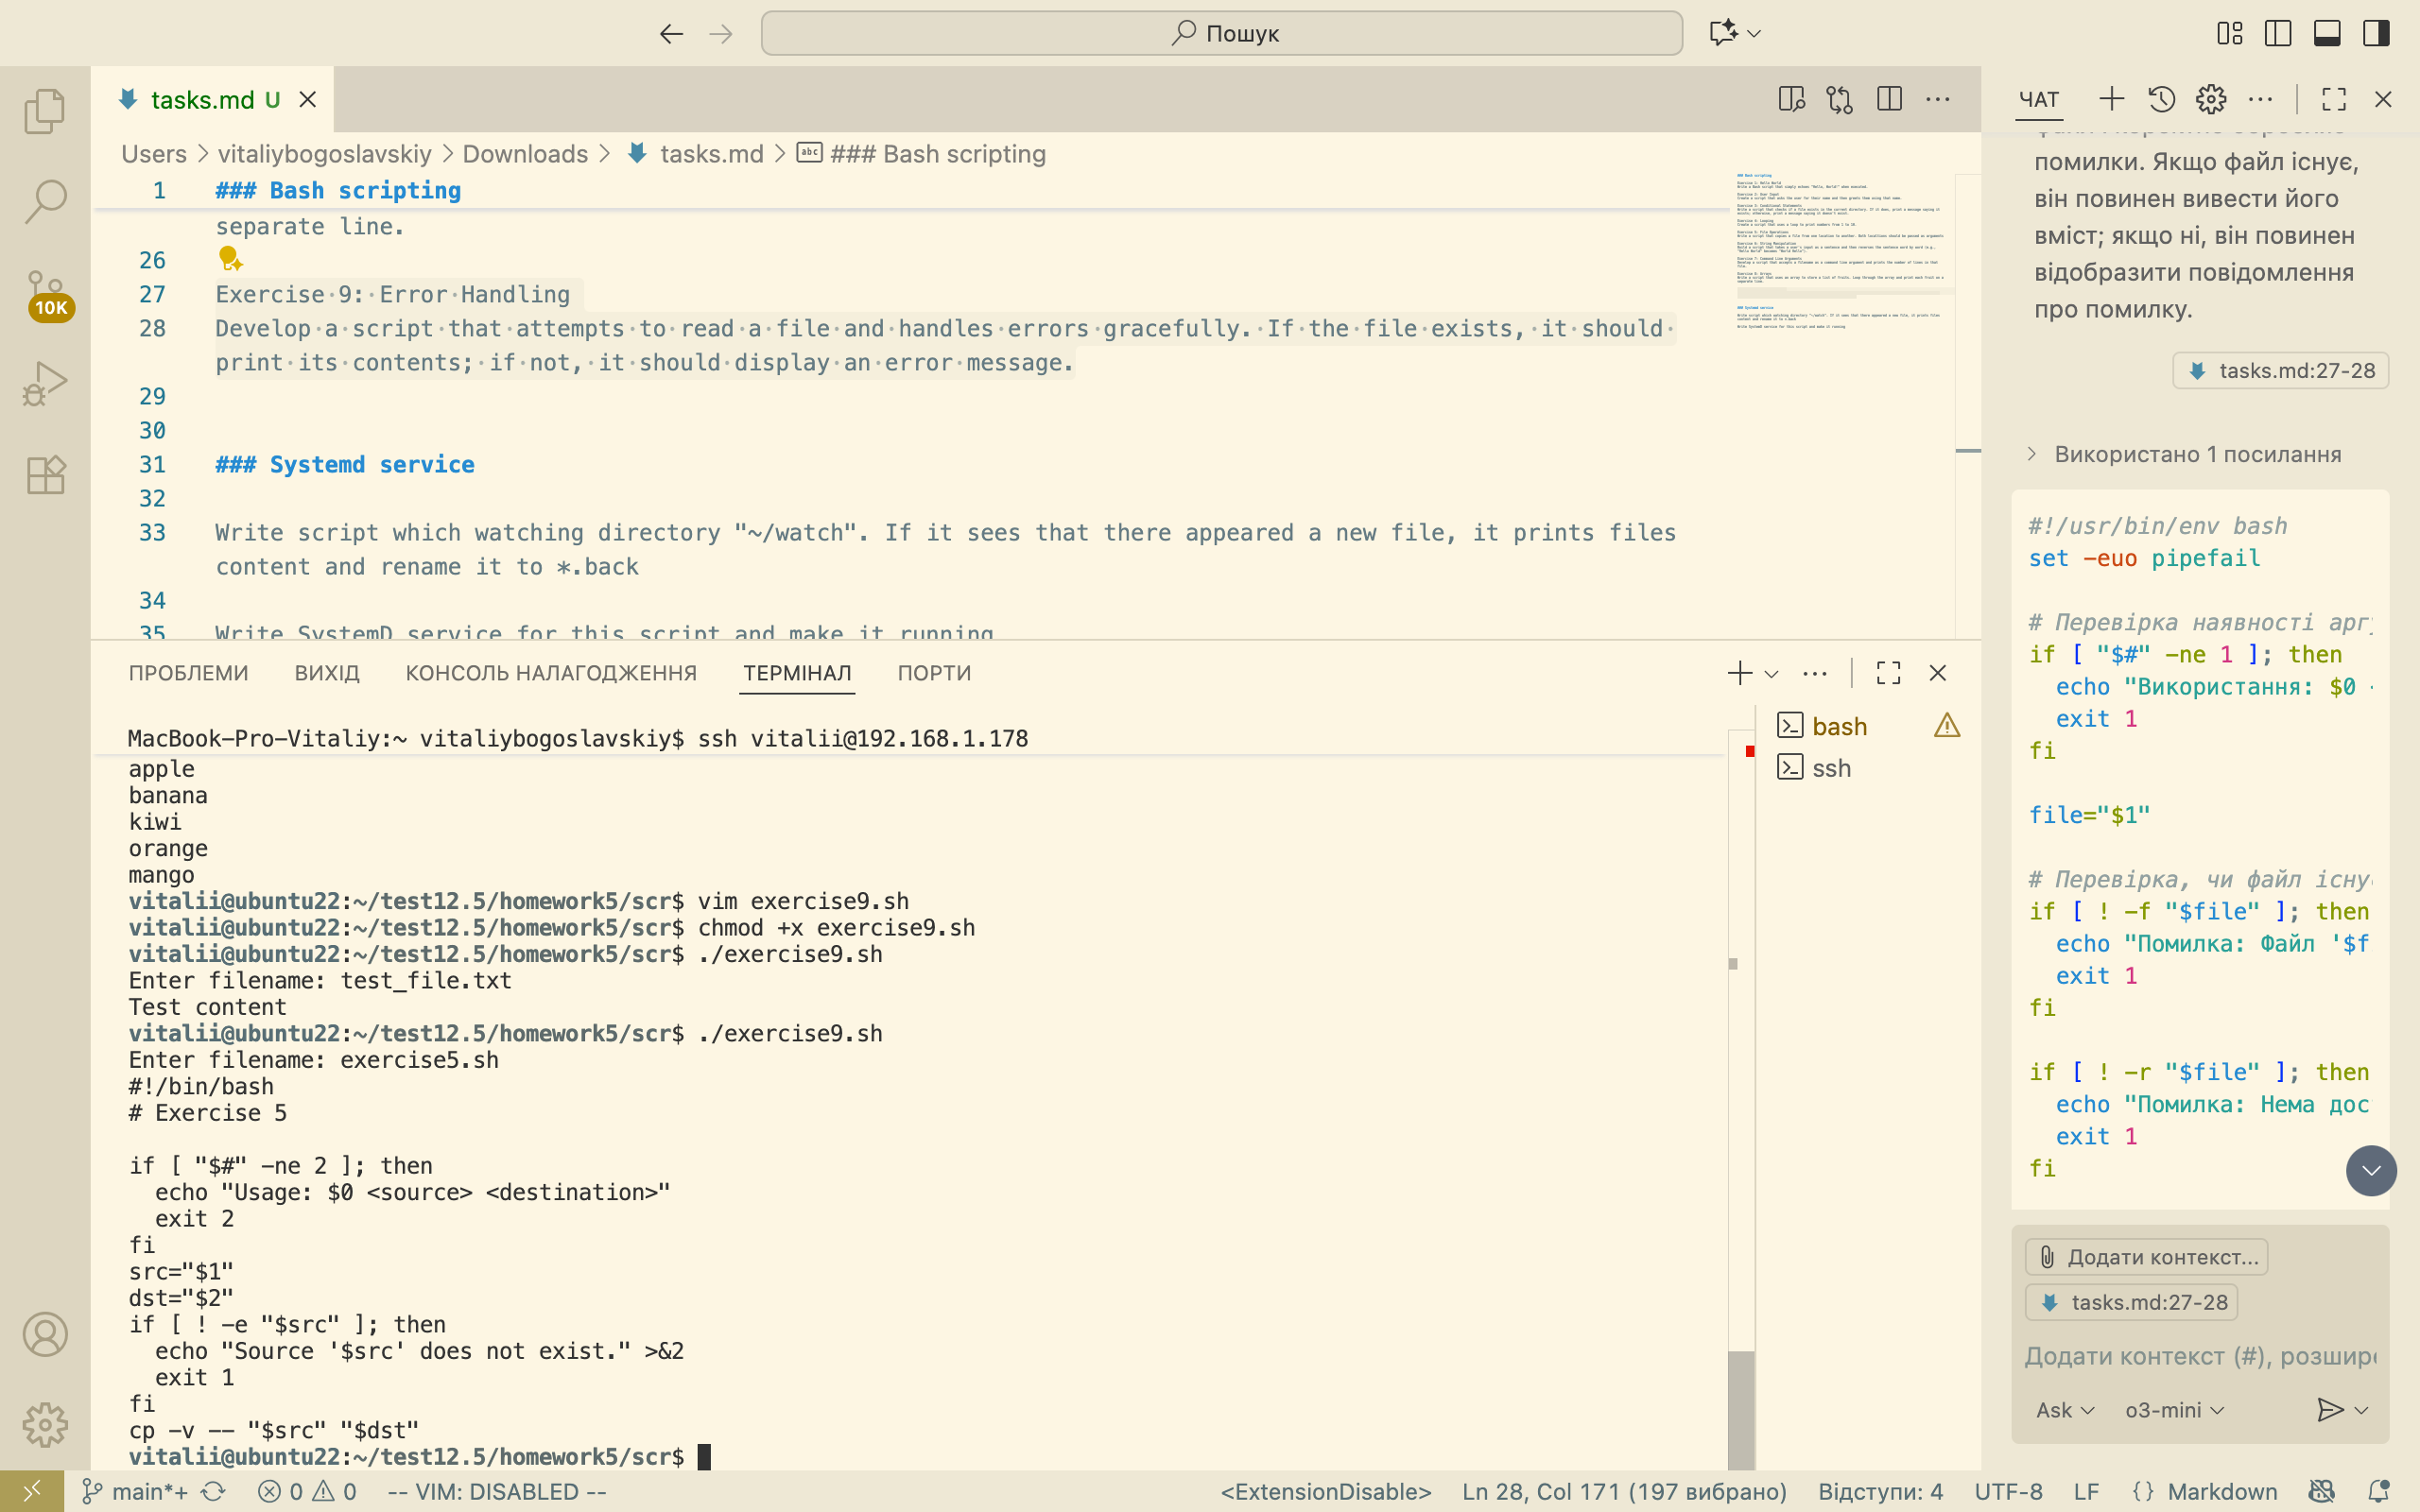 Пошук
tasks.md U
Users > vitaliybogoslavskiy > Downloads > tasks.md > ### Bash scripting
1 ### Bash scripting
separate line.
26
27 Exercise 9: Error Handling
28 Develop a script that attempts to read a file and handles errors gracefully. If the file exists, it should
print its contents; if not, it should display an error message.
29
30
31 ### Systemd service
32
33 Write script which watching directory "~/watch". If it sees that there appeared a new file, it prints files
content and rename it to *.back
34
35 Write SystemD service for this script and make it running
10K
ПРОБЛЕМИ ВИХІД КОНСОЛЬ НАЛАГОДЖЕННЯ ТЕРМІНАЛ ПОРТИ
MacBook-Pro-Vitaliy:~ vitaliybogoslavskiy$ ssh vitalii@192.168.1.178
apple
banana
kiwi
orange
mango
vitalii@ubuntu22:~/test12.5/homework5/scr$ vim exercise9.sh
vitalii@ubuntu22:~/test12.5/homework5/scr$ chmod +x exercise9.sh
vitalii@ubuntu22:~/test12.5/homework5/scr$ ./exercise9.sh
Enter filename: test_file.txt
Test content
vitalii@ubuntu22:~/test12.5/homework5/scr$ ./exercise9.sh
Enter filename: exercise5.sh
#!/bin/bash
# Exercise 5
if [ "$#" -ne 2 ]; then
  echo "Usage: $0 <source> <destination>"
  exit 2
fi
src="$1"
dst="$2"
if [ ! -e "$src" ]; then
  echo "Source '$src' does not exist." >&2
  exit 1
fi
cp -v -- "$src" "$dst"
vitalii@ubuntu22:~/test12.5/homework5/scr$
bash
ssh
ЧАТ
помилки. Якщо файл існує,
він повинен вивести його
вміст; якщо ні, він повинен
відобразити повідомлення
про помилку.
tasks.md:27-28
Використано 1 посилання
#!/usr/bin/env bash
set -euo pipefail
# Перевірка наявності
if [ "$#" -ne 1 ]; then
  echo "Використання: $0
  exit 1
fi
file="$1"
# Перевірка, чи файл
if [ ! -f "$file" ]; then
  echo "Помилка: Файл '$f
  exit 1
fi
if [ ! -r "$file" ]; then
  echo "Помилка: Нема дос
  exit 1
fi
Додати контекст...
tasks.md:27-28
Додати контекст (#),
Ask o3-mini
main*+ 0 0 -- VIM: DISABLED -- <ExtensionDisable> Ln 28, Col 171 (197 вибрано) Відступи: 4 UTF-8 LF {} Markdown